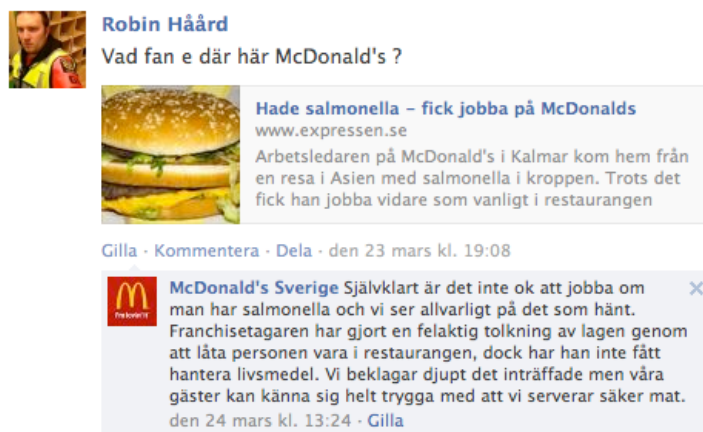 Robin Håård
Vad fan e där här McDonald's ?
Hade salmonella – fick jobba på McDonalds
www.expressen.se
Arbetsledaren på McDonald's i Kalmar kom hem från
en resa i Asien med salmonella i kroppen. Trots det
fick han jobba vidare som vanligt i restaurangen
Gilla · Kommentera · Dela · den 23 mars kl. 19:08
McDonald's Sverige Självklart är det inte ok att jobba om
man har salmonella och vi ser allvarligt på det som hänt.
Franchisetagaren har gjort en felaktig tolkning av lagen genom
att låta personen vara i restaurangen, dock har han inte fått
hantera livsmedel. Vi beklagar djupt det inträffade men våra
gäster kan känna sig helt trygga med att vi serverar säker mat.
i'm lovin' it
den 24 mars kl. 13:24 · Gilla